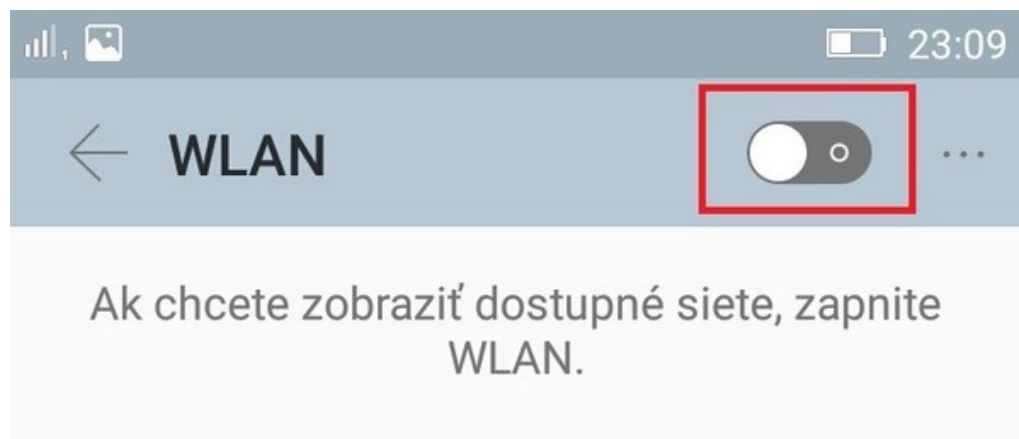 23:09
WLAN
Ak chcete zobraziť dostupné siete, zapnite
WLAN.